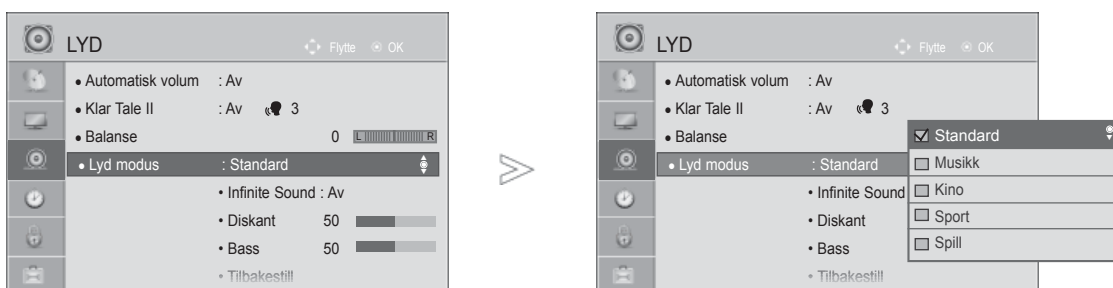 LYD
Flytte OK
• Automatisk volum : Av
• Klar Tale II : Av 3
• Balanse 0 L R
• Lyd modus : Standard
• Infinite Sound : Av
• Diskant 50
• Bass 50
• Tilbakestill
LYD
Flytte OK
• Automatisk volum : Av
• Klar Tale II : Av 3
• Balanse
• Lyd modus : Standard
• Infinite Sound
• Diskant
• Bass
• Tilbakestill
Standard
Musikk
Kino
Sport
Spill